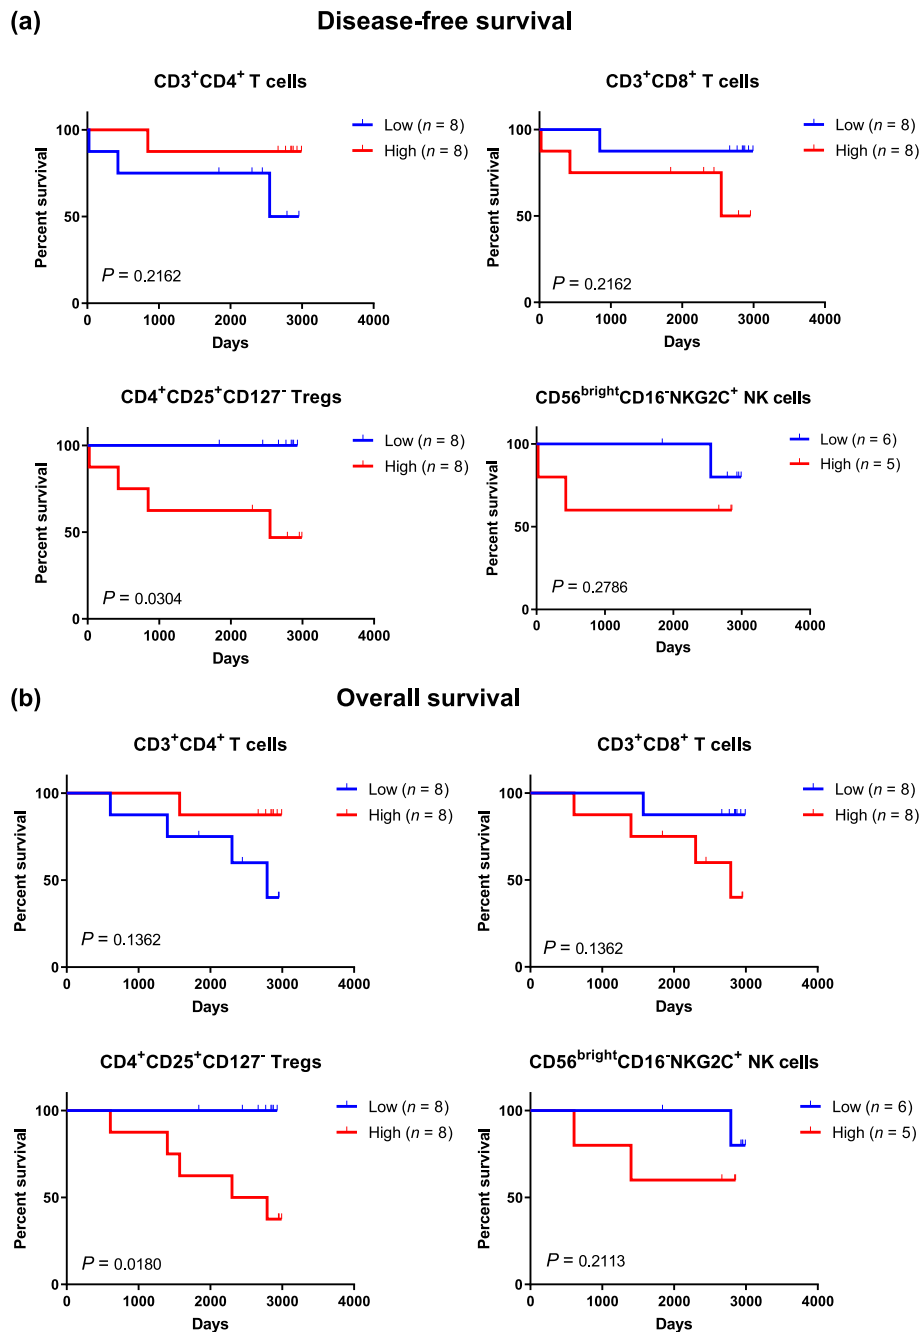 (a) Disease-free survival
CD3⁺CD4⁺ T cells
Low (n = 8)
High (n = 8)
Percent survival
100
50
0
P = 0.2162
0 1000 2000 3000 4000
Days
CD3⁺CD8⁺ T cells
Low (n = 8)
High (n = 8)
Percent survival
100
50
0
P = 0.2162
0 1000 2000 3000 4000
Days
CD4⁺CD25⁺CD127⁻ Tregs
Low (n = 8)
High (n = 8)
Percent survival
100
50
0
P = 0.0304
0 1000 2000 3000 4000
Days
CD56ᵇʳⁱᵍʰᵗCD16⁻NKG2C⁺ NK cells
Low (n = 6)
High (n = 5)
Percent survival
100
50
0
P = 0.2786
0 1000 2000 3000 4000
Days
(b) Overall survival
CD3⁺CD4⁺ T cells
Low (n = 8)
High (n = 8)
Percent survival
100
50
0
P = 0.1362
0 1000 2000 3000 4000
Days
CD3⁺CD8⁺ T cells
Low (n = 8)
High (n = 8)
Percent survival
100
50
0
P = 0.1362
0 1000 2000 3000 4000
Days
CD4⁺CD25⁺CD127⁻ Tregs
Low (n = 8)
High (n = 8)
Percent survival
100
50
0
P = 0.0180
0 1000 2000 3000 4000
Days
CD56ᵇʳⁱᵍʰᵗCD16⁻NKG2C⁺ NK cells
Low (n = 6)
High (n = 5)
Percent survival
100
50
0
P = 0.2113
0 1000 2000 3000 4000
Days